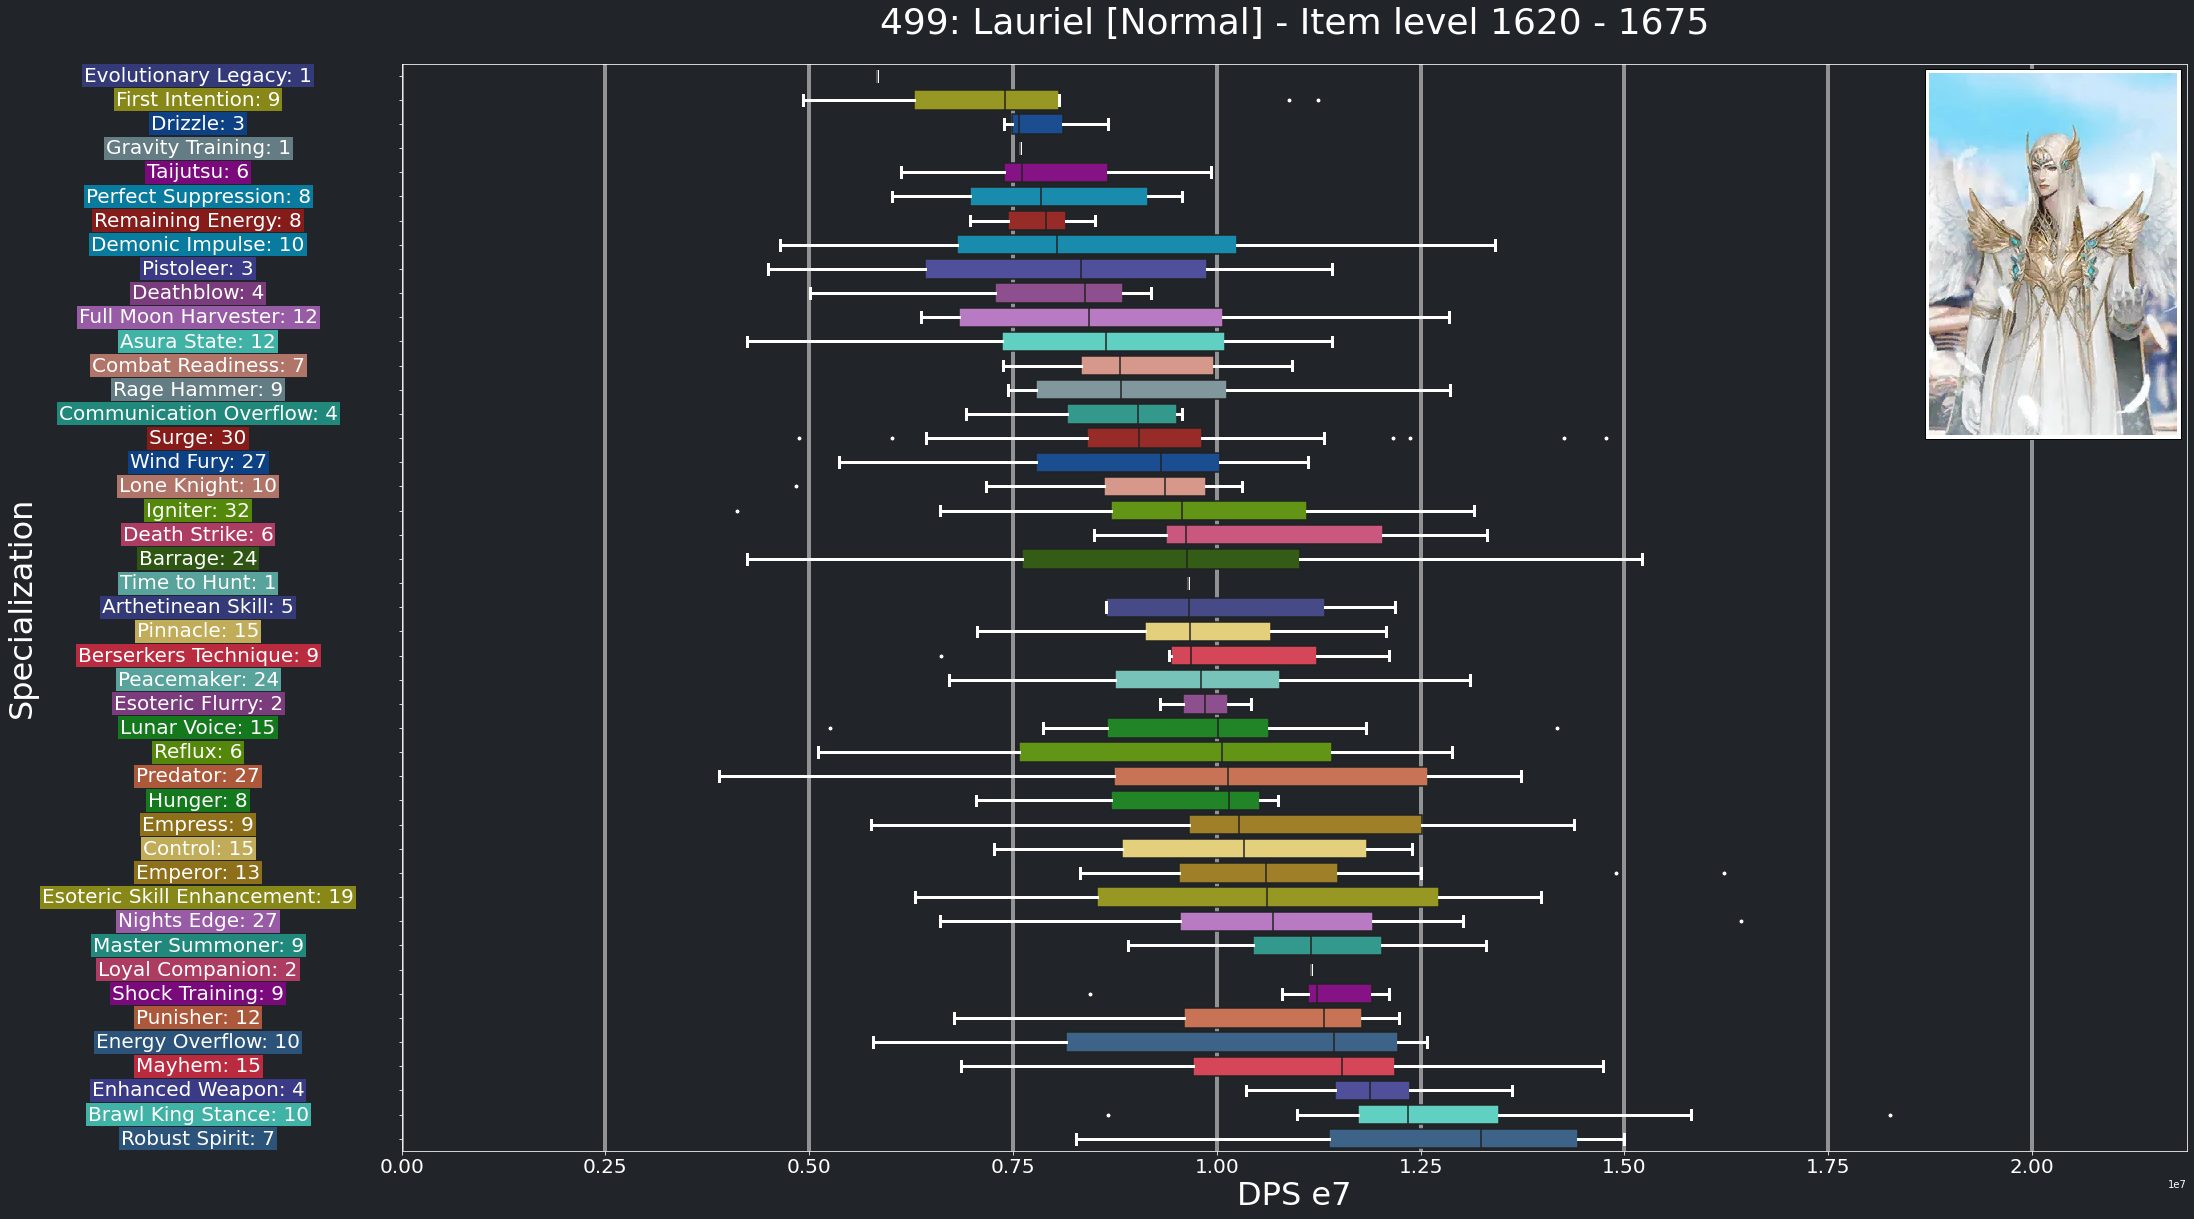 499: Lauriel [Normal] - Item level 1620 - 1675
Specialization
Evolutionary Legacy: 1
First Intention: 9
Drizzle: 3
Gravity Training: 1
Taijutsu: 6
Perfect Suppression: 8
Remaining Energy: 8
Demonic Impulse: 10
Pistoleer: 3
Deathblow: 4
Full Moon Harvester: 12
Asura State: 12
Combat Readiness: 7
Rage Hammer: 9
Communication Overflow: 4
Surge: 30
Wind Fury: 27
Lone Knight: 10
Igniter: 32
Death Strike: 6
Barrage: 24
Time to Hunt: 1
Arthetinean Skill: 5
Pinnacle: 15
Berserkers Technique: 9
Peacemaker: 24
Esoteric Flurry: 2
Lunar Voice: 15
Reflux: 6
Predator: 27
Hunger: 8
Empress: 9
Control: 15
Emperor: 13
Esoteric Skill Enhancement: 19
Nights Edge: 27
Master Summoner: 9
Loyal Companion: 2
Shock Training: 9
Punisher: 12
Energy Overflow: 10
Mayhem: 15
Enhanced Weapon: 4
Brawl King Stance: 10
Robust Spirit: 7
0.00 0.25 0.50 0.75 1.00 1.25 1.50 1.75 2.00
1e7
DPS e7